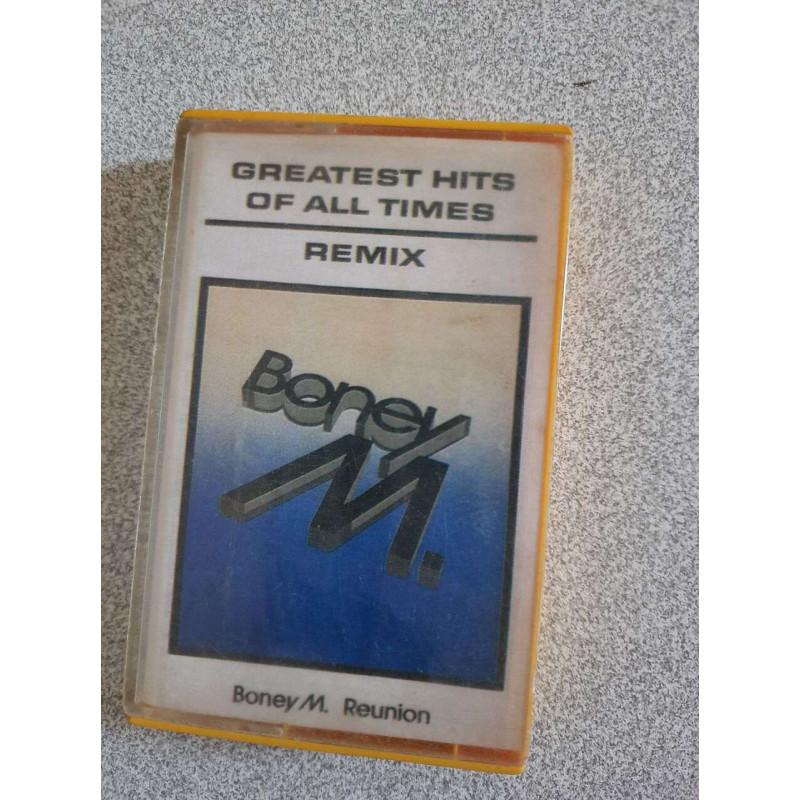 GREATEST HITS
OF ALL TIMES
REMIX
Boney
M.
Boney M. Reunion